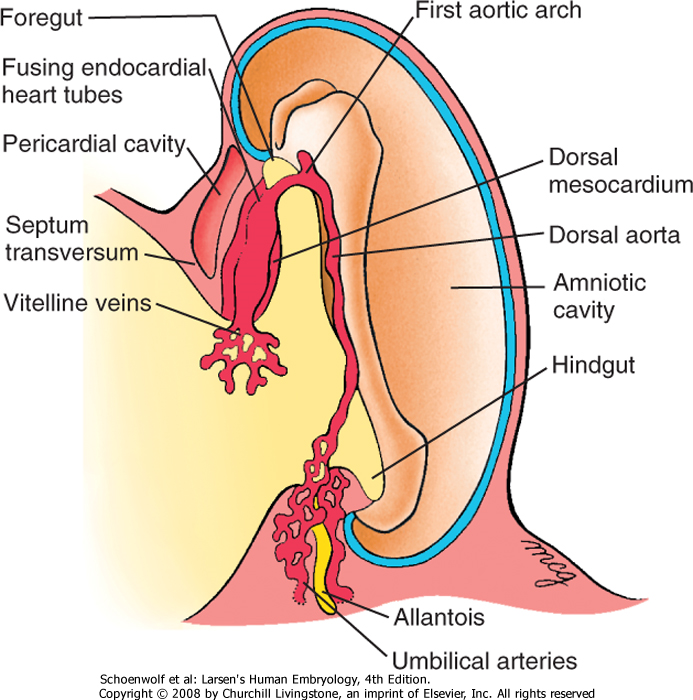 Foregut
First aortic arch
Fusing endocardial
heart tubes
Pericardial cavity
Dorsal
mesocardium
Septum
transversum
Dorsal aorta
Amniotic
cavity
Vitelline veins
Hindgut
mcg
Allantois
Umbilical arteries
Schoenwolf et al: Larsen's Human Embryology, 4th Edition.
Copyright © 2008 by Churchill Livingstone, an imprint of Elsevier, Inc. All rights reserved